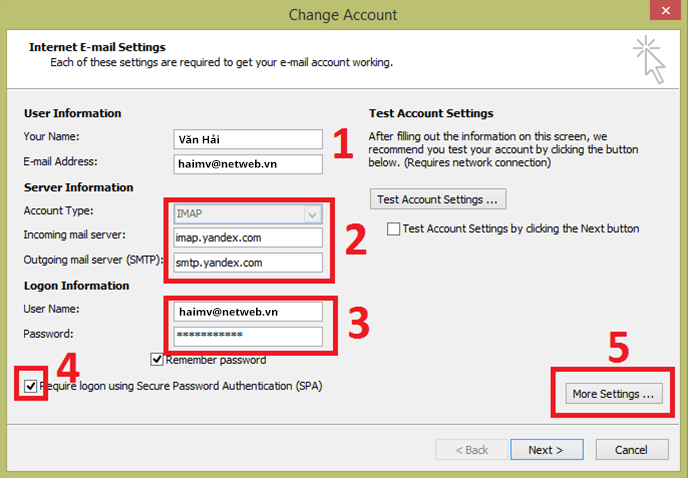 Change Account
Internet E-mail Settings
Each of these settings are required to get your e-mail account working.
User Information
Your Name: Văn Hải
E-mail Address: haimv@netweb.vn
1
Server Information
Account Type: IMAP
Incoming mail server: imap.yandex.com
Outgoing mail server (SMTP): smtp.yandex.com
2
Logon Information
User Name: haimv@netweb.vn
Password: ***********
3
Remember password
4
Require logon using Secure Password Authentication (SPA)
Test Account Settings
After filling out the information on this screen, we
recommend you test your account by clicking the button
below. (Requires network connection)
Test Account Settings ...
Test Account Settings by clicking the Next button
5
More Settings ...
< Back
Next >
Cancel